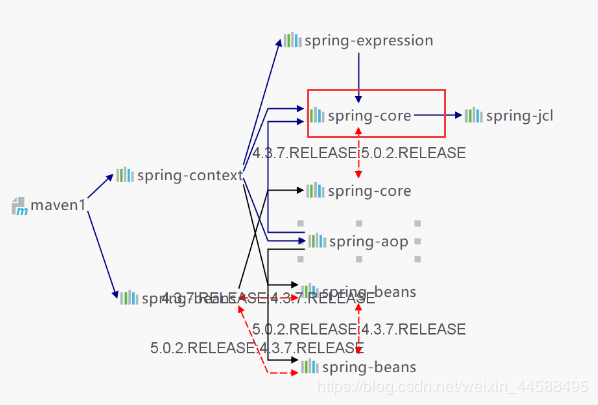 spring-expression
spring-core
spring-jcl
4.3.7.RELEASE 5.0.2.RELEASE
spring-context
spring-core
maven1
spring-aop
spring-beans
4.3.7.RELEASE 4.3.7.RELEASE
spring-beans
5.0.2.RELEASE 4.3.7.RELEASE
5.0.2.RELEASE 4.3.7.RELEASE
spring-beans
https://blog.csdn.net/weixin_44588495